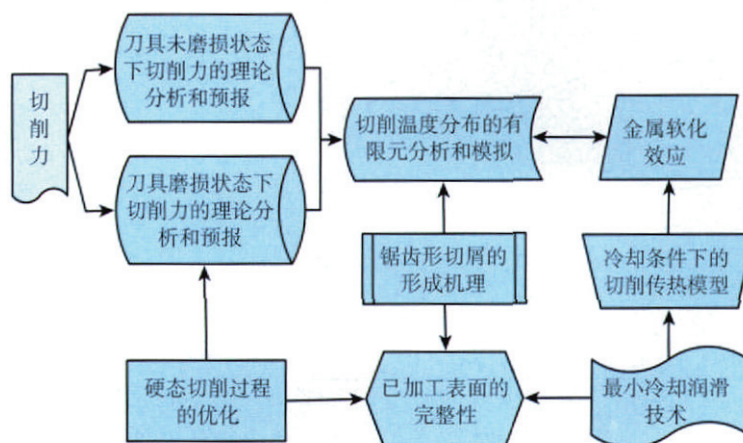 切
削
力
刀具未磨损状态
下切削力的理论
分析和预报
刀具磨损状态下
切削力的理论分
析和预报
切削温度分布的有
限元分析和模拟
金属软化
效应
锯齿形切屑的
形成机理
冷却条件下的
切削传热模型
硬态切削过程
的优化
已加工表面的
完整性
最小冷却润滑
技术